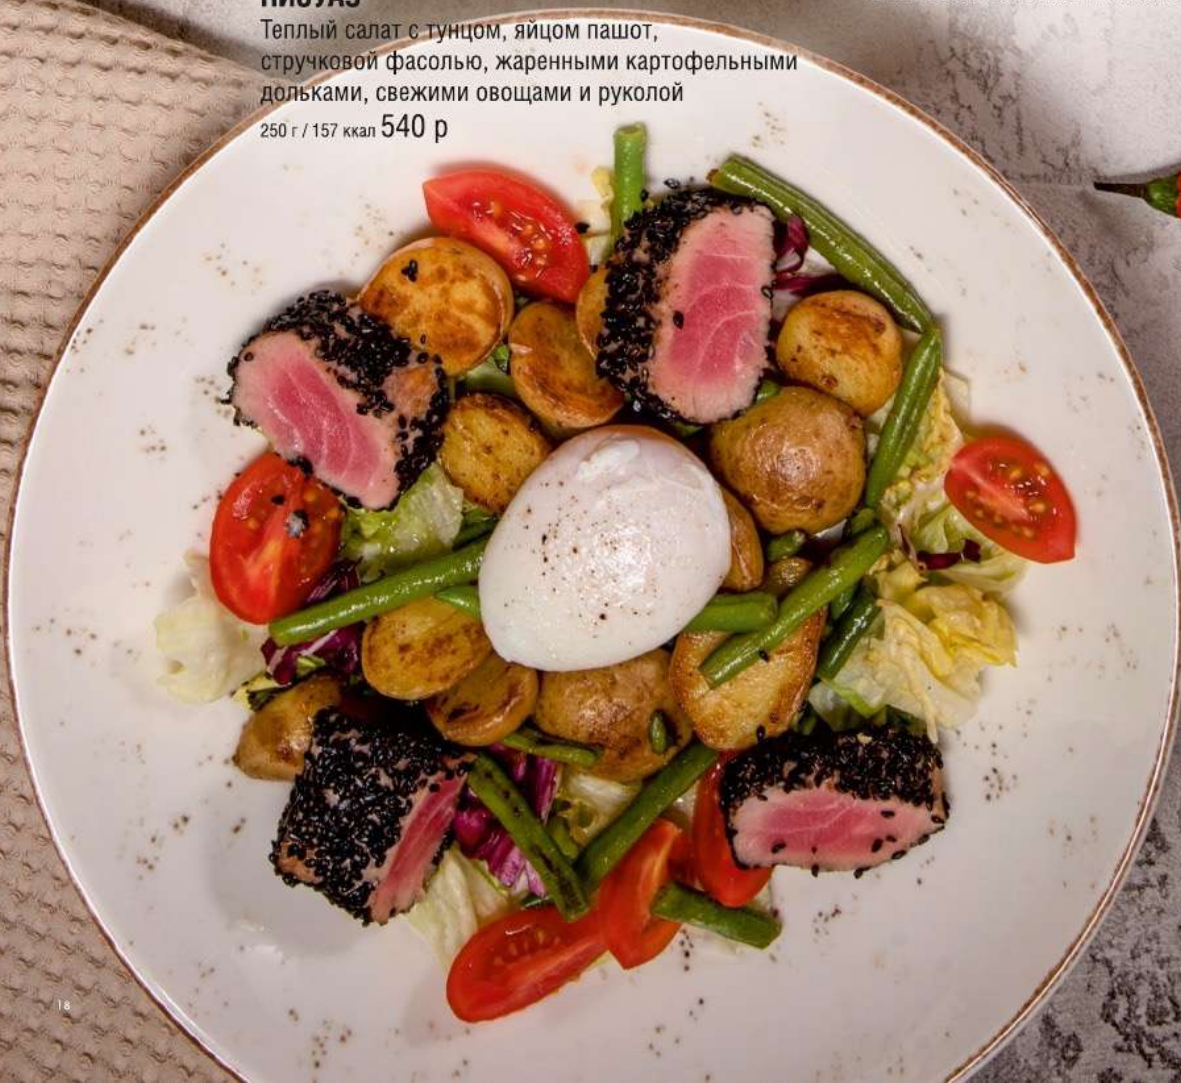 Теплый салат с тунцом, яйцом пашот,
стручковой фасолью, жаренными картофельными
дольками, свежими овощами и руколой
250 г / 157 ккал 540 р
18